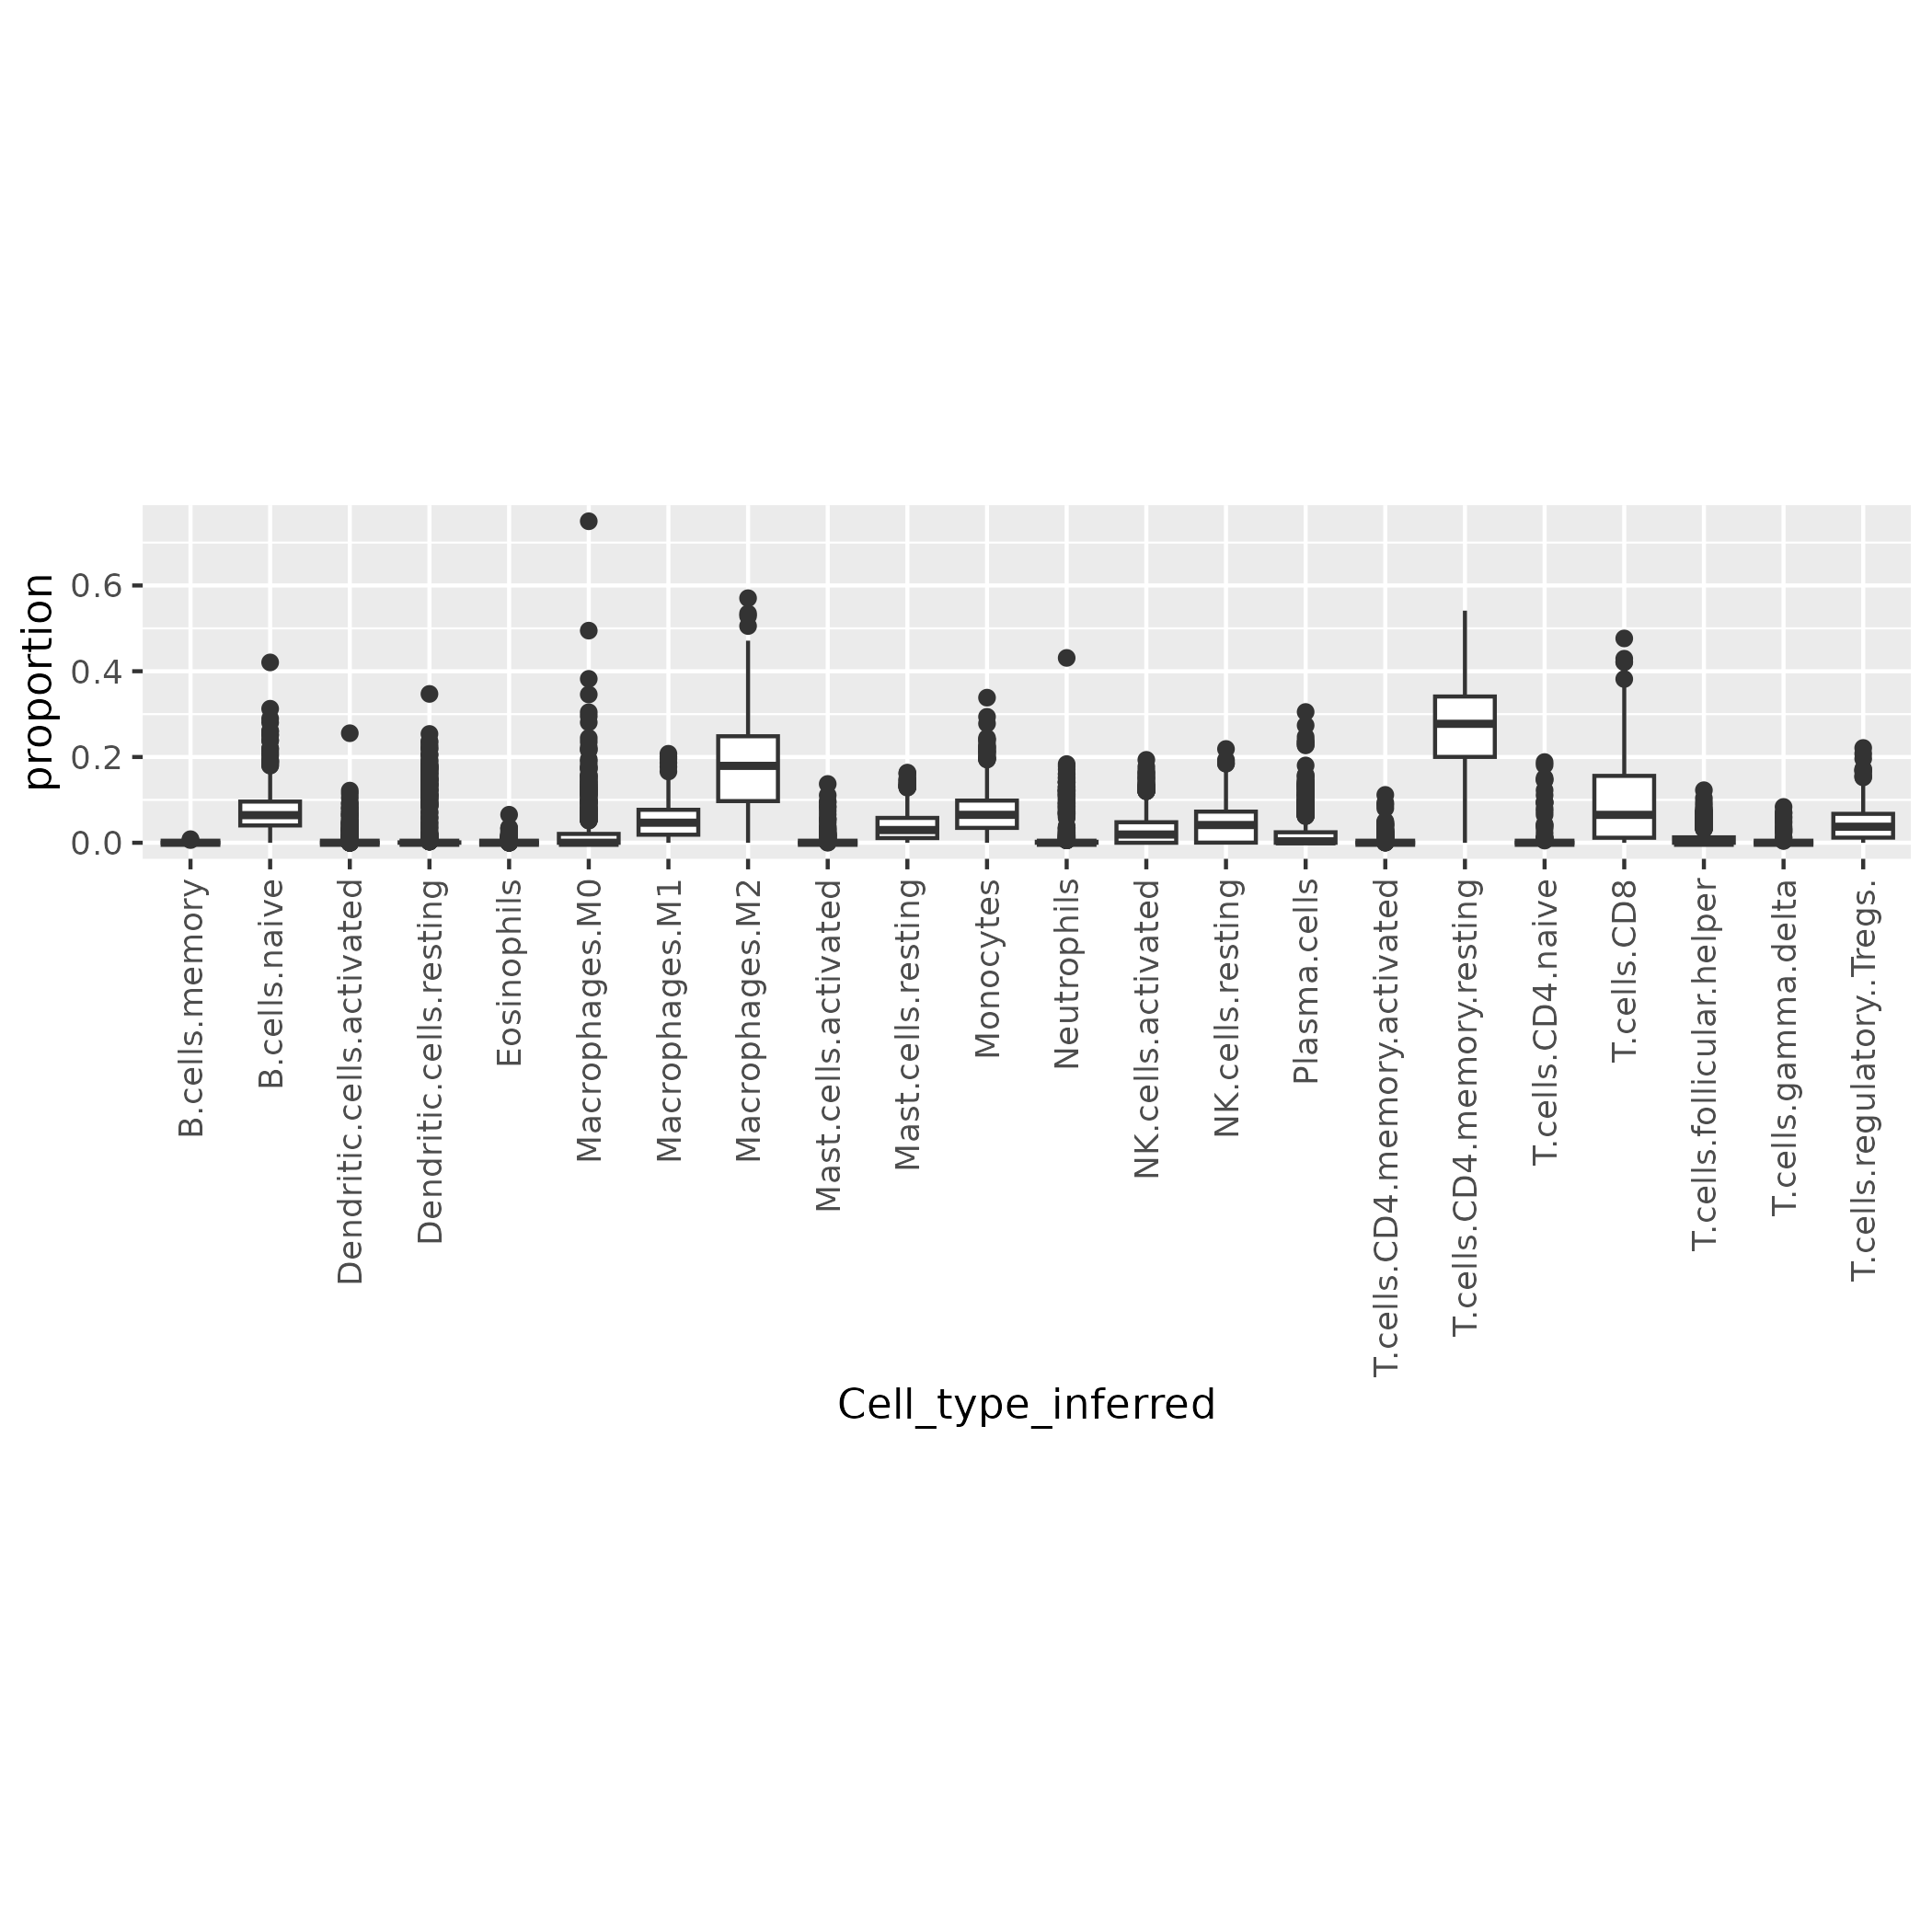 proportion
0.6
0.4
0.2
0.0
B.cells.memory
B.cells.naive
Dendritic.cells.activated
Dendritic.cells.resting
Eosinophils
Macrophages.M0
Macrophages.M1
Macrophages.M2
Mast.cells.activated
Mast.cells.resting
Monocytes
Neutrophils
NK.cells.activated
NK.cells.resting
Plasma.cells
T.cells.CD4.memory.activated
T.cells.CD4.memory.resting
T.cells.CD4.naive
T.cells.CD8
T.cells.follicular.helper
T.cells.gamma.delta
T.cells.regulatory..Tregs.
Cell_type_inferred